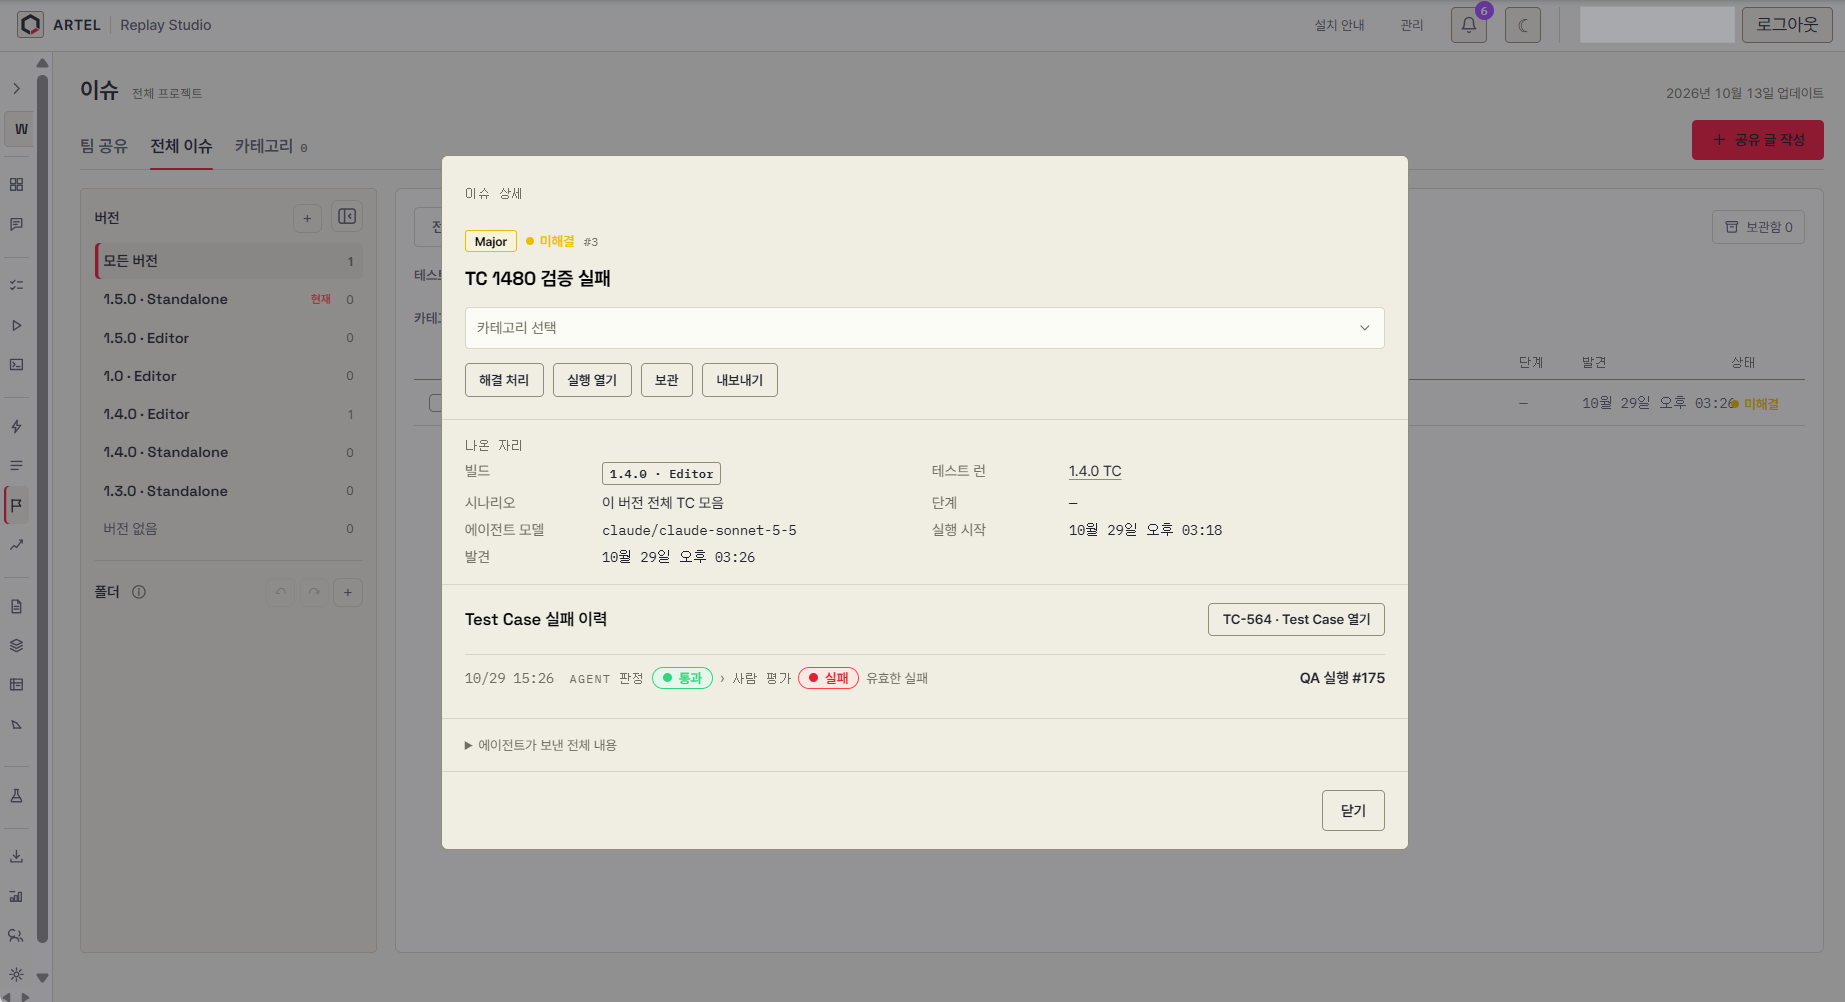 ARTEL Replay Studio
설치 안내
관리
6
로그아웃
W
이슈 전체 프로젝트
2026년 10월 13일 업데이트
팀 공유
전체 이슈
카테고리 0
+ 공유 글 작성
버전
+
모든 버전 1
1.5.0 · Standalone 현재 0
1.5.0 · Editor 0
1.0 · Editor 0
1.4.0 · Editor 1
1.4.0 · Standalone 0
1.3.0 · Standalone 0
버전 없음 0
폴더
+
보관함 0
단계 발견 상태
— 10월 29일 오후 03:26 미해결
이슈 상세
Major 미해결 #3
TC 1480 검증 실패
카테고리 선택
해결 처리
실행 열기
보관
내보내기
나온 자리
빌드 1.4.0 · Editor
테스트 런 1.4.0 TC
시나리오 이 버전 전체 TC 모음
단계 —
에이전트 모델 claude/claude-sonnet-5-5
실행 시작 10월 29일 오후 03:18
발견 10월 29일 오후 03:26
Test Case 실패 이력
TC-564 · Test Case 열기
10/29 15:26 AGENT 판정 통과 › 사람 평가 실패 유효한 실패
QA 실행 #175
▶ 에이전트가 보낸 전체 내용
닫기